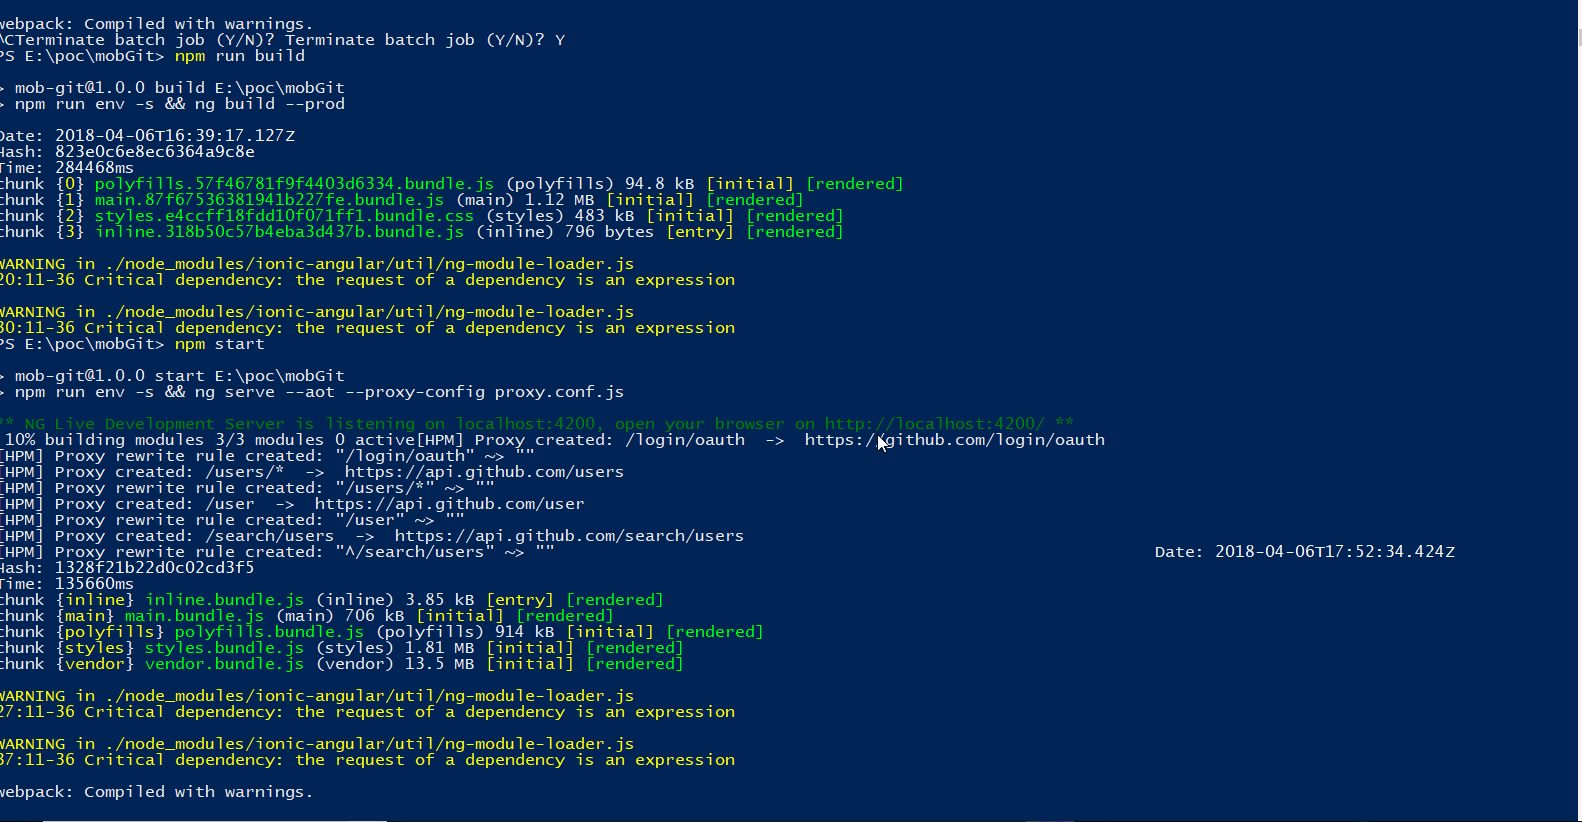 webpack: Compiled with warnings.
\CTerminate batch job (Y/N)? Terminate batch job (Y/N)? Y
PS E:\poc\mobGit> npm run build
> mob-git@1.0.0 build E:\poc\mobGit
> npm run env -s && ng build --prod
Date: 2018-04-06T16:39:17.127Z
Hash: 823e0c6e8ec6364a9c8e
Time: 284468ms
chunk {0} polyfills.57f46781f9f4403d6334.bundle.js (polyfills) 94.8 kB [initial] [rendered]
chunk {1} main.87f67536381941b227fe.bundle.js (main) 1.12 MB [initial] [rendered]
chunk {2} styles.e4ccff18fdd10f071ff1.bundle.css (styles) 483 kB [initial] [rendered]
chunk {3} inline.318b50c57b4eba3d437b.bundle.js (inline) 796 bytes [entry] [rendered]
WARNING in ./node_modules/ionic-angular/util/ng-module-loader.js
20:11-36 Critical dependency: the request of a dependency is an expression
WARNING in ./node_modules/ionic-angular/util/ng-module-loader.js
30:11-36 Critical dependency: the request of a dependency is an expression
PS E:\poc\mobGit> npm start
> mob-git@1.0.0 start E:\poc\mobGit
> npm run env -s && ng serve --aot --proxy-config proxy.conf.js
** NG Live Development Server is listening on localhost:4200, open your browser on http://localhost:4200/ **
10% building modules 3/3 modules 0 active[HPM] Proxy created: /login/oauth  ->  https://github.com/login/oauth
[HPM] Proxy rewrite rule created: "/login/oauth" ~> ""
[HPM] Proxy created: /users/*  ->  https://api.github.com/users
[HPM] Proxy rewrite rule created: "/users/*" ~> ""
[HPM] Proxy created: /user  ->  https://api.github.com/user
[HPM] Proxy rewrite rule created: "/user" ~> ""
[HPM] Proxy created: /search/users  ->  https://api.github.com/search/users
[HPM] Proxy rewrite rule created: "^/search/users" ~> "" Date: 2018-04-06T17:52:34.424Z
Hash: 1328f21b22d0c02cd3f5
Time: 135660ms
chunk {inline} inline.bundle.js (inline) 3.85 kB [entry] [rendered]
chunk {main} main.bundle.js (main) 706 kB [initial] [rendered]
chunk {polyfills} polyfills.bundle.js (polyfills) 914 kB [initial] [rendered]
chunk {styles} styles.bundle.js (styles) 1.81 MB [initial] [rendered]
chunk {vendor} vendor.bundle.js (vendor) 13.5 MB [initial] [rendered]
WARNING in ./node_modules/ionic-angular/util/ng-module-loader.js
27:11-36 Critical dependency: the request of a dependency is an expression
WARNING in ./node_modules/ionic-angular/util/ng-module-loader.js
37:11-36 Critical dependency: the request of a dependency is an expression
webpack: Compiled with warnings.